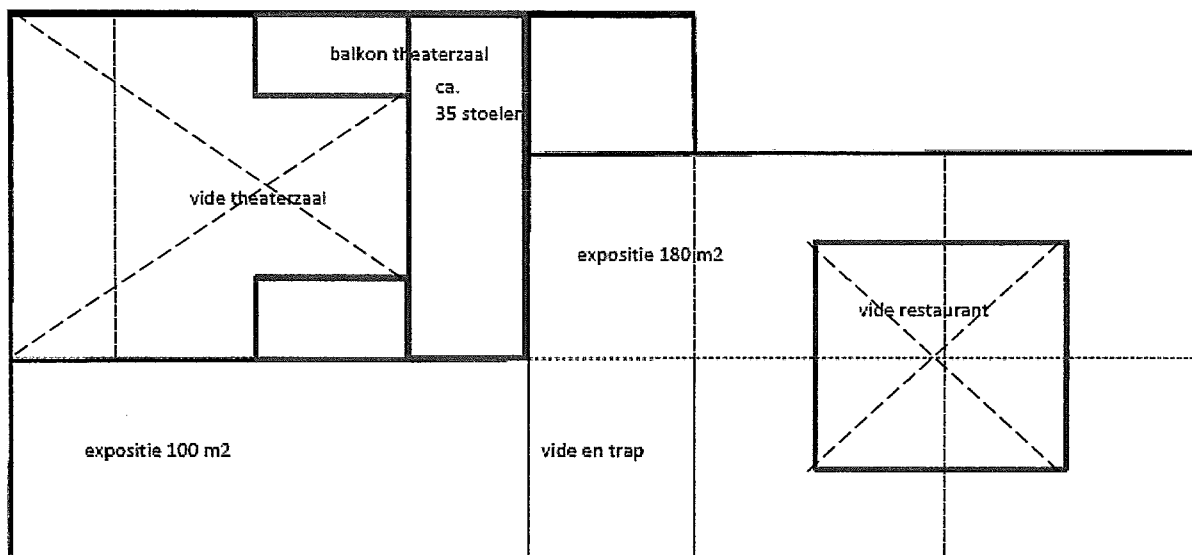 balkon theaterzaal
ca.
35 stoelen
vide theaterzaal
expositie 180 m2
vide restaurant
expositie 100 m2
vide en trap